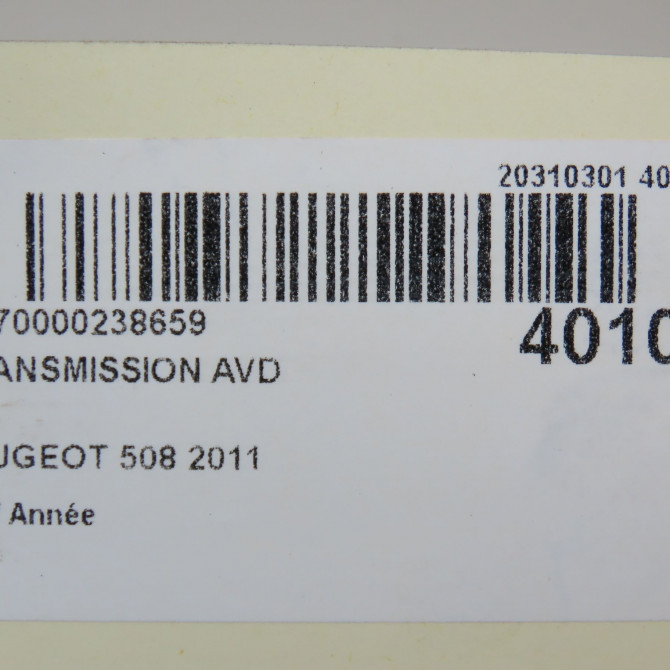 20310301 40
70000238659
4010
ANSMISSION AVD
UGEOT 508 2011
/ Année